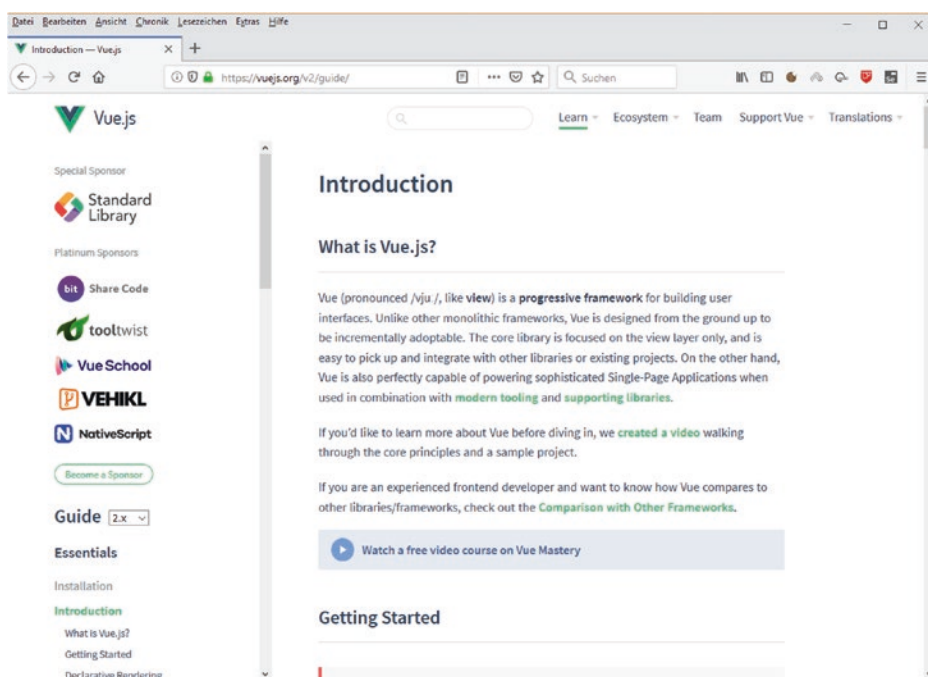 Datei Bearbeiten Ansicht Chronik Lesezeichen Extras Hilfe
Introduction — Vue.js
https://vuejs.org/v2/guide/
Suchen
Vue.js
Learn Ecosystem Team Support Vue Translations
Special Sponsor
Standard
Library
Platinum Sponsors
bit Share Code
tooltwist
Vue School
VEHIKL
NativeScript
Become a Sponsor
Guide 2.x
Essentials
Installation
Introduction
What is Vue.js?
Getting Started
Declarative Rendering
Introduction
What is Vue.js?
Vue (pronounced /vjuː/, like view) is a progressive framework for building user
interfaces. Unlike other monolithic frameworks, Vue is designed from the ground up to
be incrementally adoptable. The core library is focused on the view layer only, and is
easy to pick up and integrate with other libraries or existing projects. On the other hand,
Vue is also perfectly capable of powering sophisticated Single-Page Applications when
used in combination with modern tooling and supporting libraries.
If you'd like to learn more about Vue before diving in, we created a video walking
through the core principles and a sample project.
If you are an experienced frontend developer and want to know how Vue compares to
other libraries/frameworks, check out the Comparison with Other Frameworks.
Watch a free video course on Vue Mastery
Getting Started